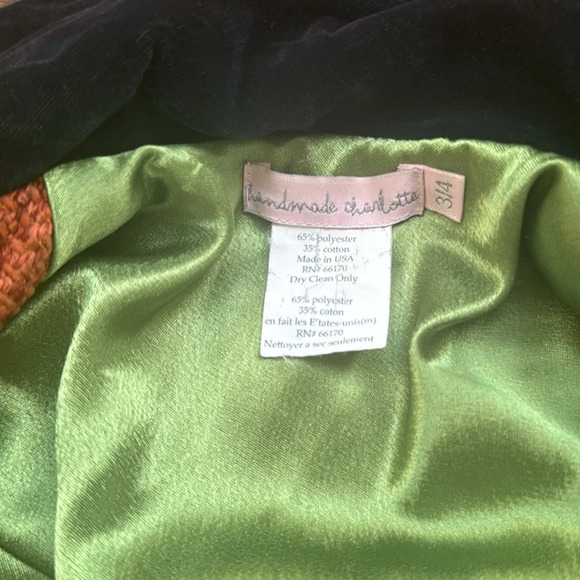 handmade charlotte
3/4
65% polyester
35% cotton
Made in USA
RN# 66170
Dry Clean Only
65% polyester
35% coton
en fait les E'tates-unis(m)
RN# 66170
Nettoyer a sec seulement